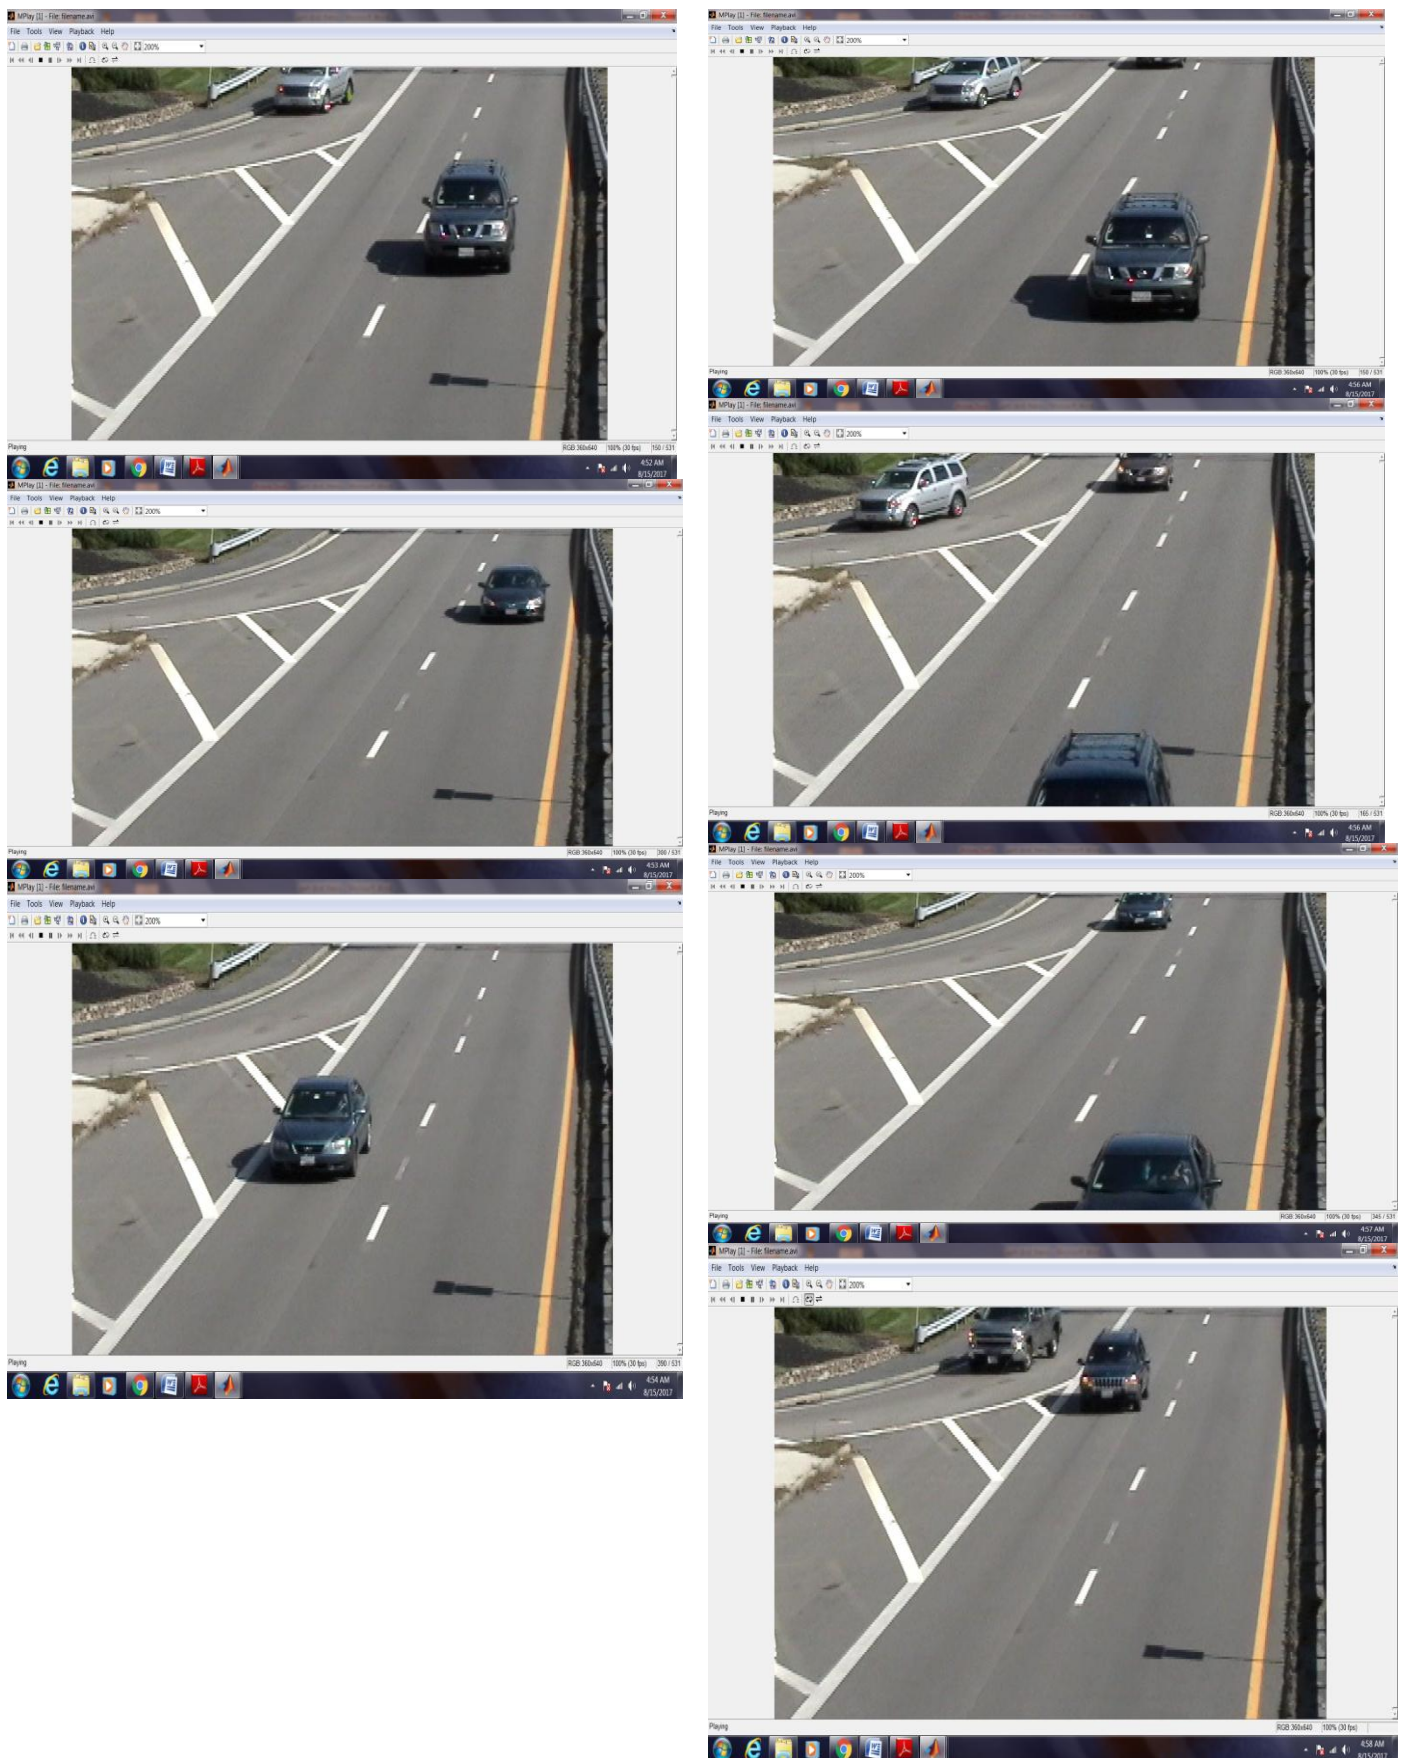 MPlay [1] - File: filename.avi
File Tools View Playback Help
200%
Playing
RGB:360x640 100% (30 fps) 150 / 531
4:52 AM
8/15/2017
MPlay [1] - File: filename.avi
File Tools View Playback Help
200%
Playing
RGB:360x640 100% (30 fps) 300 / 531
4:53 AM
8/15/2017
MPlay [1] - File: filename.avi
File Tools View Playback Help
200%
Playing
RGB:360x640 100% (30 fps) 390 / 531
4:54 AM
8/15/2017
MPlay [1] - File: filename.avi
File Tools View Playback Help
200%
Playing
RGB:360x640 100% (30 fps) 150 / 531
4:56 AM
8/15/2017
MPlay [1] - File: filename.avi
File Tools View Playback Help
200%
Playing
RGB:360x640 100% (30 fps) 165 / 531
4:56 AM
8/15/2017
MPlay [1] - File: filename.avi
File Tools View Playback Help
200%
Playing
RGB:360x640 100% (30 fps) 345 / 531
4:57 AM
8/15/2017
MPlay [1] - File: filename.avi
File Tools View Playback Help
200%
Playing
RGB:360x640 100% (30 fps)
4:58 AM
8/15/2017